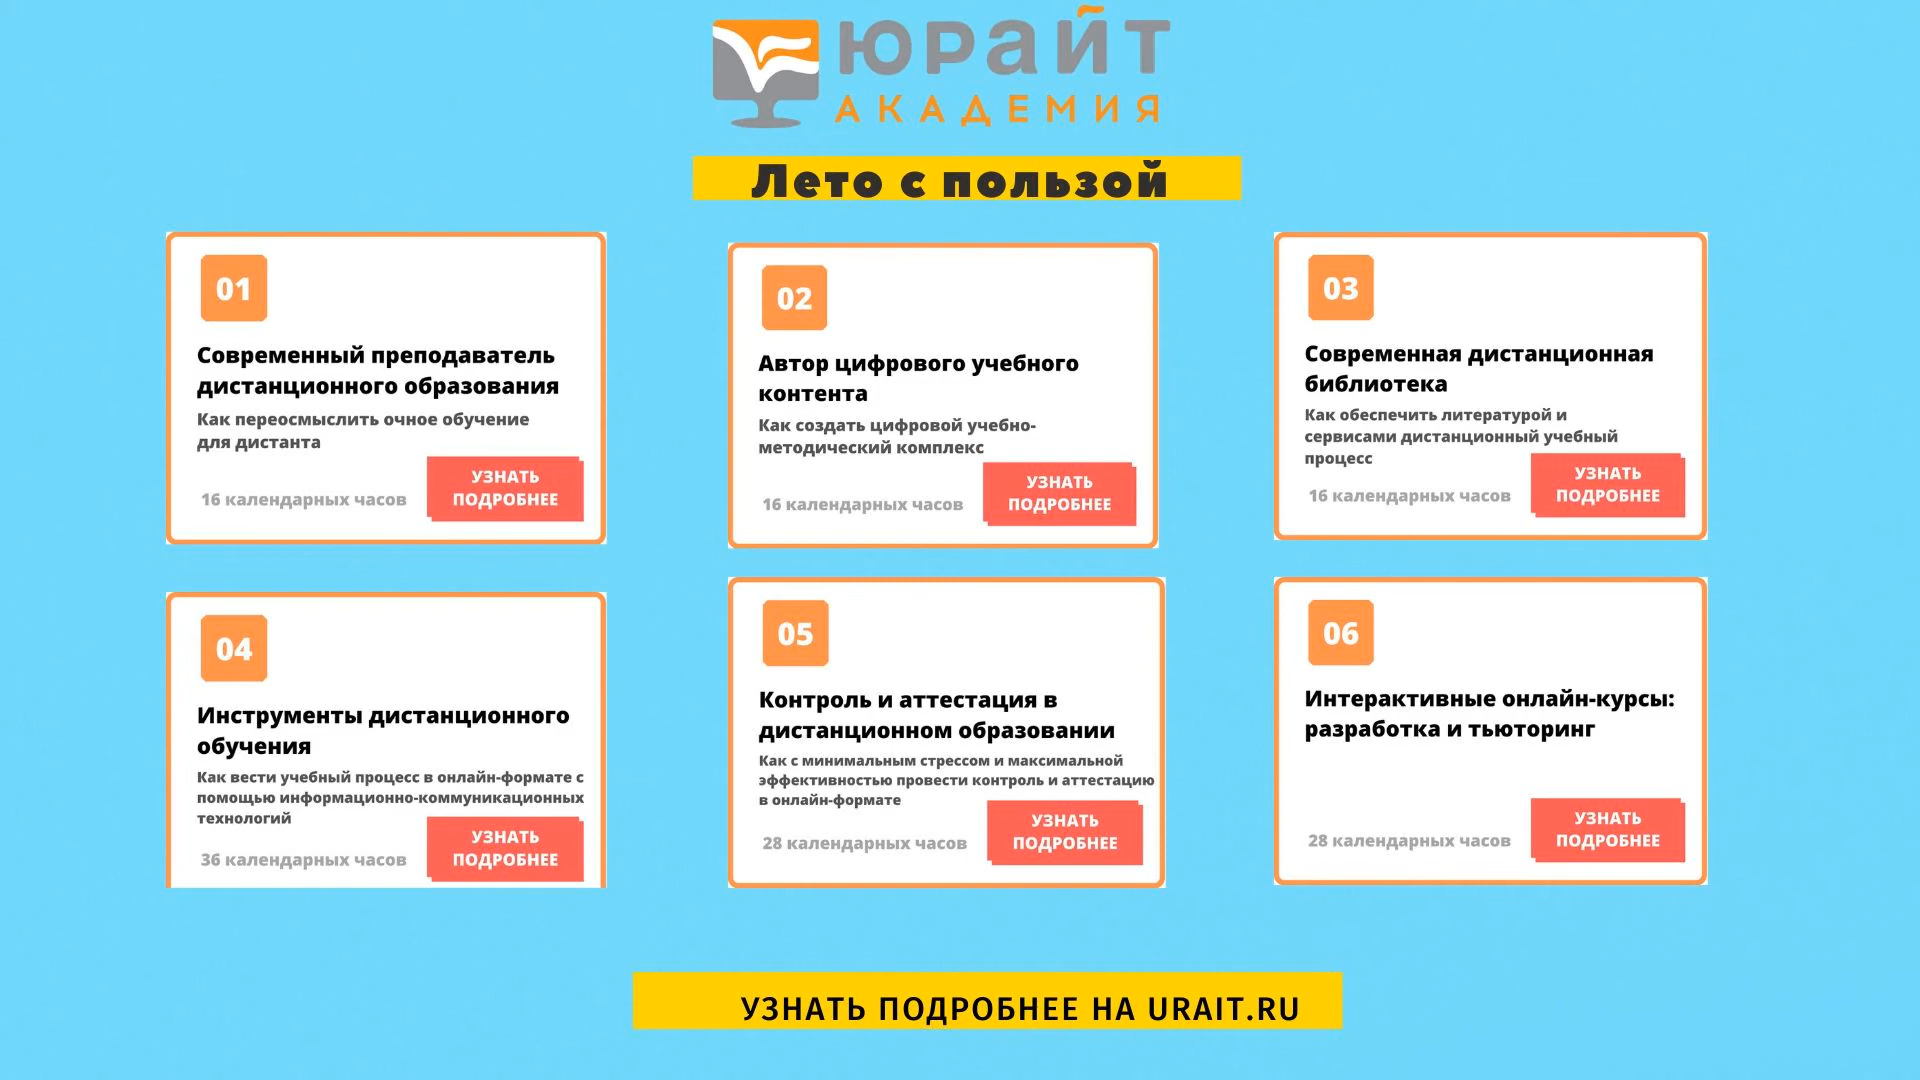 ЮРАЙТ
АКАДЕМИЯ
Лето с пользой
01
Современный преподаватель
дистанционного образования
Как переосмыслить очное обучение
для дистанта
16 календарных часов
УЗНАТЬ
ПОДРОБНЕЕ
02
Автор цифрового учебного
контента
Как создать цифровой учебно-
методический комплекс
16 календарных часов
УЗНАТЬ
ПОДРОБНЕЕ
03
Современная дистанционная
библиотека
Как обеспечить литературой и
сервисами дистанционный учебный
процесс
16 календарных часов
УЗНАТЬ
ПОДРОБНЕЕ
04
Инструменты дистанционного
обучения
Как вести учебный процесс в онлайн-формате с
помощью информационно-коммуникационных
технологий
36 календарных часов
УЗНАТЬ
ПОДРОБНЕЕ
05
Контроль и аттестация в
дистанционном образовании
Как с минимальным стрессом и максимальной
эффективностью провести контроль и аттестацию
в онлайн-формате
28 календарных часов
УЗНАТЬ
ПОДРОБНЕЕ
06
Интерактивные онлайн-курсы:
разработка и тьюторинг
28 календарных часов
УЗНАТЬ
ПОДРОБНЕЕ
УЗНАТЬ ПОДРОБНЕЕ НА URAIT.RU